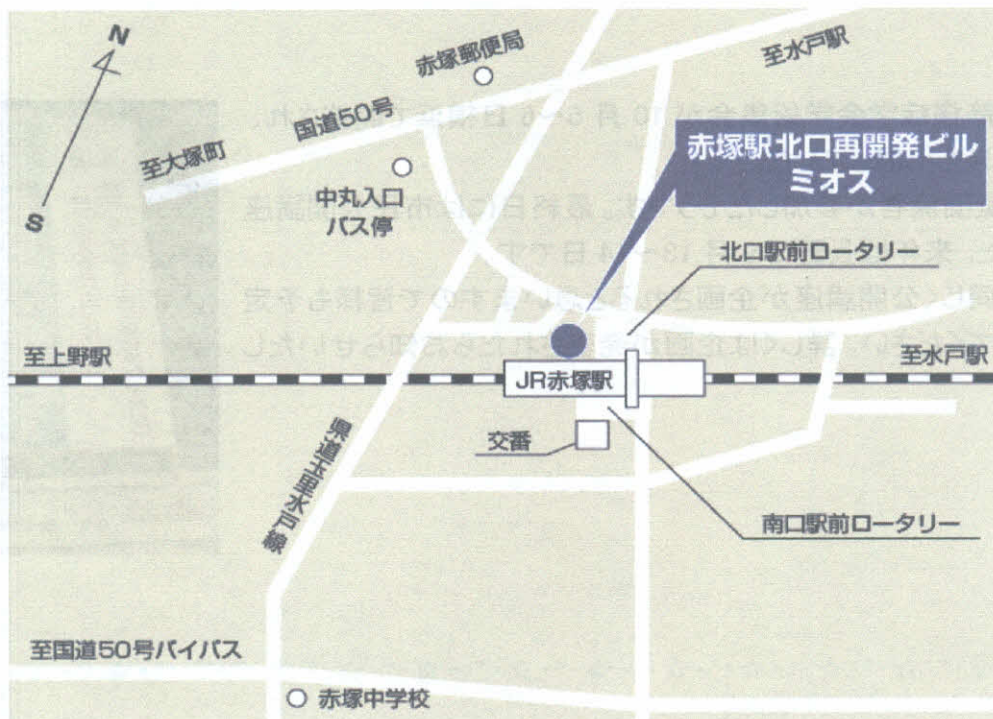 N
S
赤塚郵便局
至水戸駅
国道50号
至大塚町
中丸入口
バス停
赤塚駅北口再開発ビル
ミオス
北口駅前ロータリー
至上野駅
至水戸駅
JR赤塚駅
交番
県道玉里水戸線
南口駅前ロータリー
至国道50号バイパス
赤塚中学校